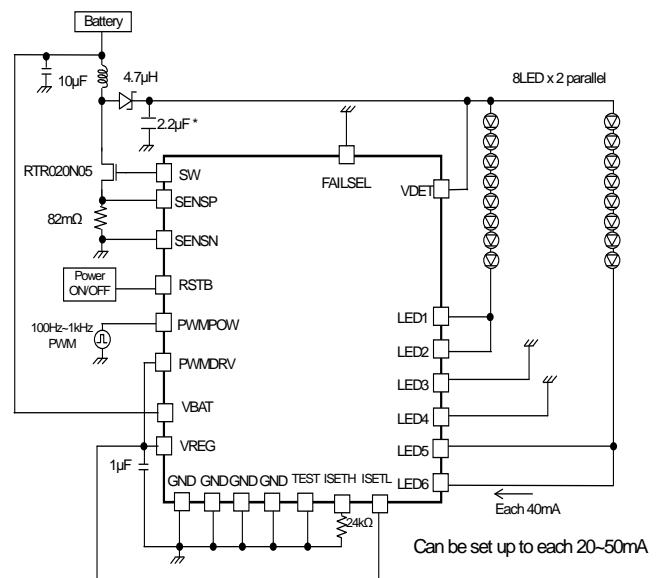 Battery
10μF
4.7μH
8LED x 2 parallel
2.2μF *
RTR020N05
SW
FAILSEL
SENSP
VDET
82mΩ
SENSN
Power
ON/OFF
RSTB
LED1
100Hz~1kHz
PWM
PWMPOW
LED2
PWMDRV
LED3
VBAT
LED4
VREG
LED5
1μF
GND
GND
GND
GND
TEST
ISETH
ISETL
LED6
Each 40mA
24kΩ
Can be set up to each 20~50mA